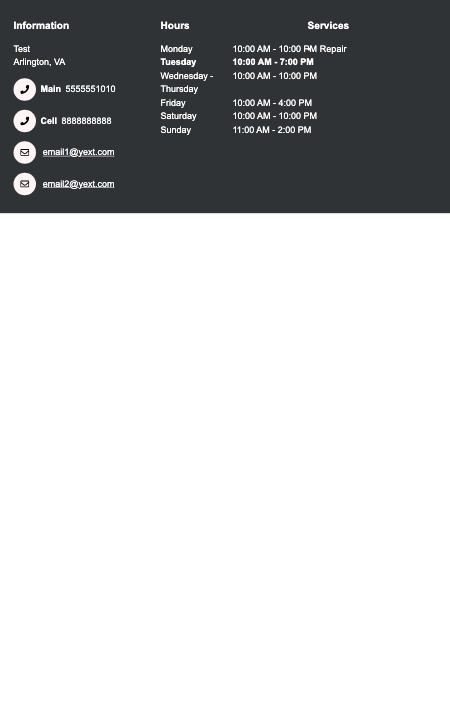 Information
Test
Arlington, VA
Main 5555551010
Cell 8888888888
email1@yext.com
email2@yext.com
Hours
Monday 10:00 AM - 10:00 PM
Tuesday 10:00 AM - 7:00 PM
Wednesday - 10:00 AM - 10:00 PM
Thursday
Friday 10:00 AM - 4:00 PM
Saturday 10:00 AM - 10:00 PM
Sunday 11:00 AM - 2:00 PM
Services
• Repair